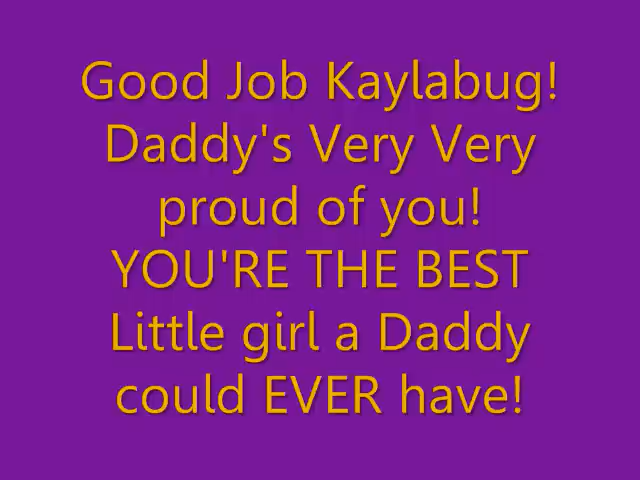 Good Job Kaylabug!
Daddy's Very Very
proud of you!
YOU'RE THE BEST
Little girl a Daddy
could EVER have!